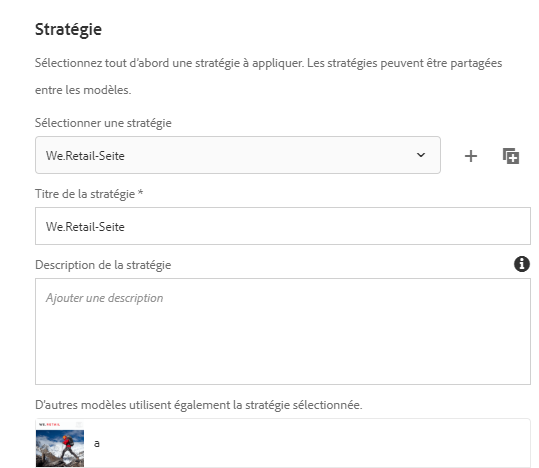 Stratégie
Sélectionnez tout d'abord une stratégie à appliquer. Les stratégies peuvent être partagées
entre les modèles.
Sélectionner une stratégie
We.Retail-Seite
Titre de la stratégie *
We.Retail-Seite
Description de la stratégie
Ajouter une description
D'autres modèles utilisent également la stratégie sélectionnée.
WE.RETAIL
a